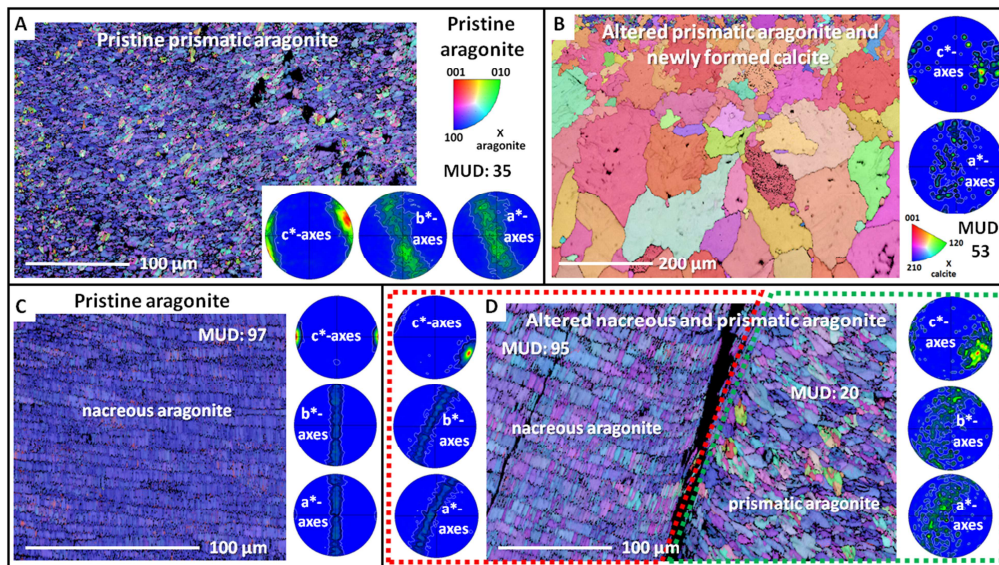 A
Pristine prismatic aragonite
Pristine
aragonite
001
010
100
X
aragonite
MUD: 35
c*-axes
b*-
axes
a*-
axes
100 µm
B
Altered prismatic aragonite and
newly formed calcite
c*-
axes
a*-
axes
MUD
53
001
120
X
210
calcite
200 µm
C
Pristine aragonite
MUD: 97
nacreous aragonite
c*-axes
b*-
axes
a*-
axes
100 µm
c*-axes
b*-
axes
a*-
axes
D
Altered nacreous and prismatic aragonite
MUD: 95
MUD: 20
nacreous aragonite
prismatic aragonite
100 µm
c*-
axes
b*-
axes
a*-
axes